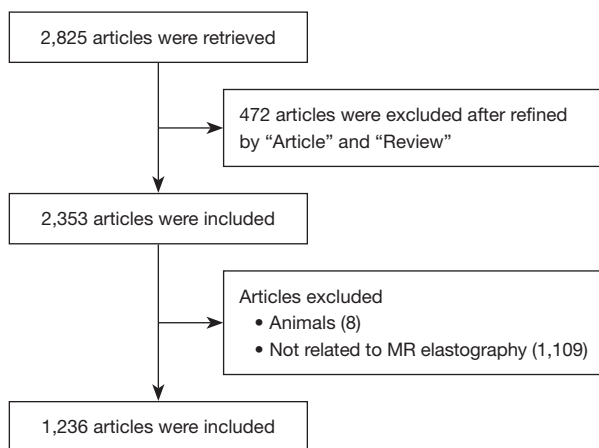 2,825 articles were retrieved
472 articles were excluded after refined
by “Article” and “Review”
2,353 articles were included
Articles excluded
• Animals (8)
• Not related to MR elastography (1,109)
1,236 articles were included